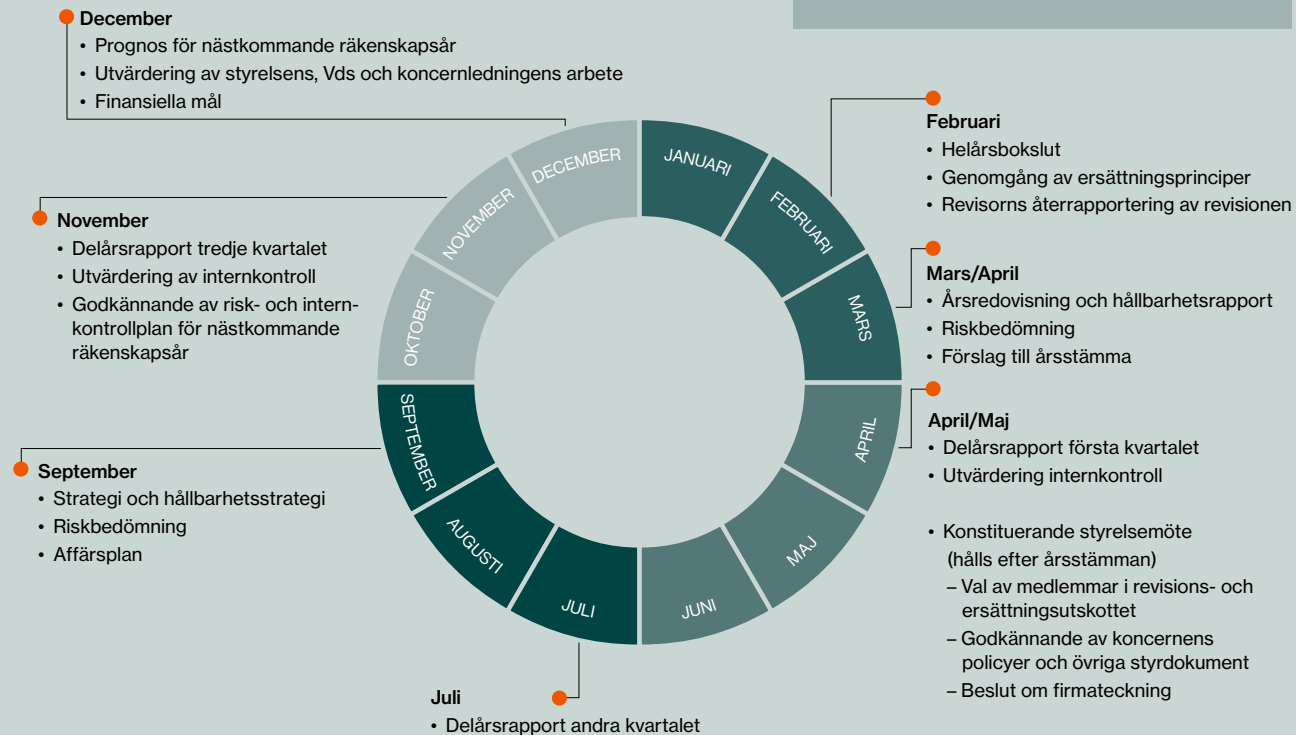 December
• Prognos för nästkommande räkenskapsår
• Utvärdering av styrelsens, Vds och koncernledningens arbete
• Finansiella mål
Februari
• Helårsbokslut
• Genomgång av ersättningsprinciper
• Revisorns återrapportering av revisionen
Mars/April
• Årsredovisning och hållbarhetsrapport
• Riskbedömning
• Förslag till årsstämma
April/Maj
• Delårsrapport första kvartalet
• Utvärdering internkontroll
• Konstituerande styrelsemöte
(hålls efter årsstämman)
– Val av medlemmar i revisions- och
ersättningsutskottet
– Godkännande av koncernens
policyer och övriga styrdokument
– Beslut om firmateckning
Juli
• Delårsrapport andra kvartalet
September
• Strategi och hållbarhetsstrategi
• Riskbedömning
• Affärsplan
November
• Delårsrapport tredje kvartalet
• Utvärdering av internkontroll
• Godkännande av risk- och intern-
kontrollplan för nästkommande
räkenskapsår
JANUARI
FEBRUARI
MARS
APRIL
MAJ
JUNI
JULI
AUGUSTI
SEPTEMBER
OKTOBER
NOVEMBER
DECEMBER